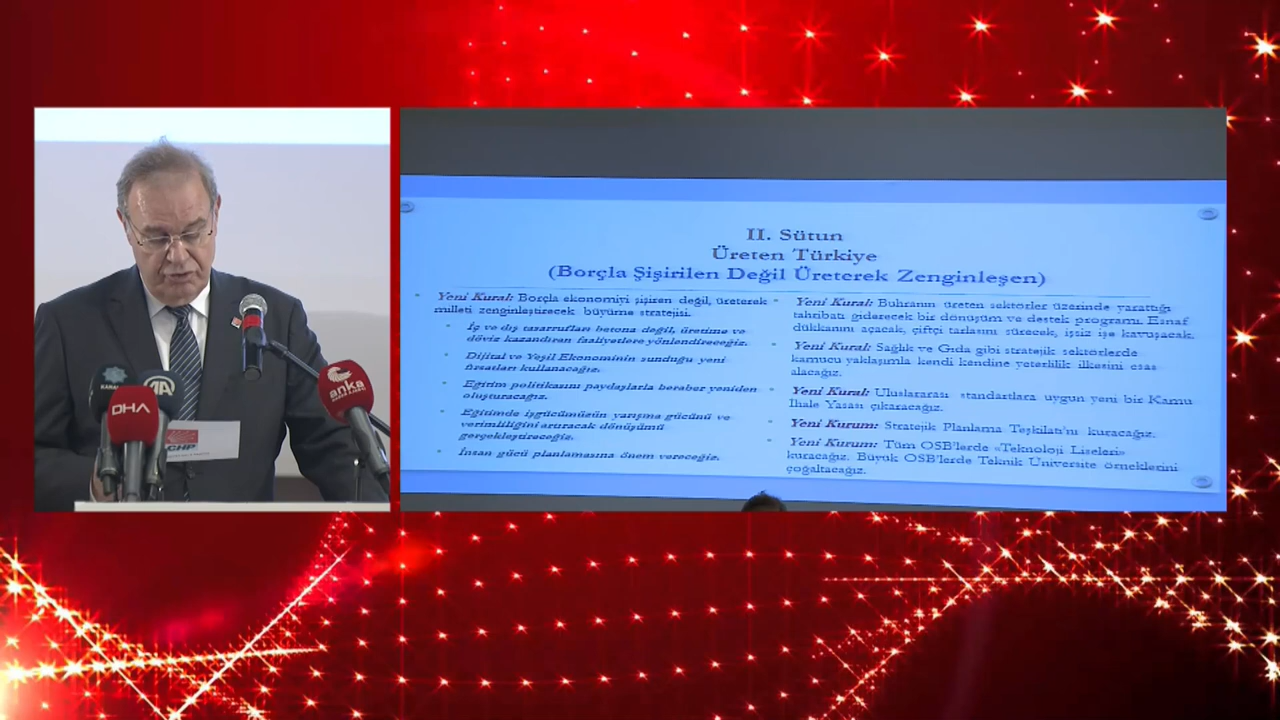 II. Sütun
Üreten Türkiye
(Borçla Şişirilen Değil Üreterek Zenginleşen)
Yeni Kural: Borçla ekonomiyi şişiren değil, üreterek
milleti zenginleştirecek büyüme stratejisi.
İç ve dış tasarrufları betona değil, üretime ve
döviz kazandıran faaliyetlere yönlendireceğiz.
Dijital ve Yeşil Ekonominin sunduğu yeni
fırsatları kullanacağız.
Eğitim politikasını paydaşlarla beraber yeniden
oluşturacağız.
Eğitimde işgücümüzün yarışma gücünü ve
verimliliğini artıracak dönüşümü
gerçekleştireceğiz.
İnsan gücü planlamasına önem vereceğiz.
Yeni Kural: Buhranın üreten sektörler üzerinde yarattığı
tahribatı giderecek bir dönüşüm ve destek programı. Esnaf
dükkanını açacak, çiftçi tarlasını sürecek, işsiz işe kavuşacak.
Yeni Kural: Sağlık ve Gıda gibi stratejik sektörlerde
kamucu yaklaşımla kendi kendine yeterlilik ilkesini esas
alacağız.
Yeni Kural: Uluslararası standartlara uygun yeni bir Kamu
İhale Yasası çıkaracağız.
Yeni Kurum: Stratejik Planlama Teşkilatı'nı kuracağız.
Yeni Kurum: Tüm OSB'lerde «Teknoloji Liseleri»
kuracağız. Büyük OSB'lerde Teknik Üniversite örneklerini
çoğaltacağız.
AA
DHA
anka
CHP